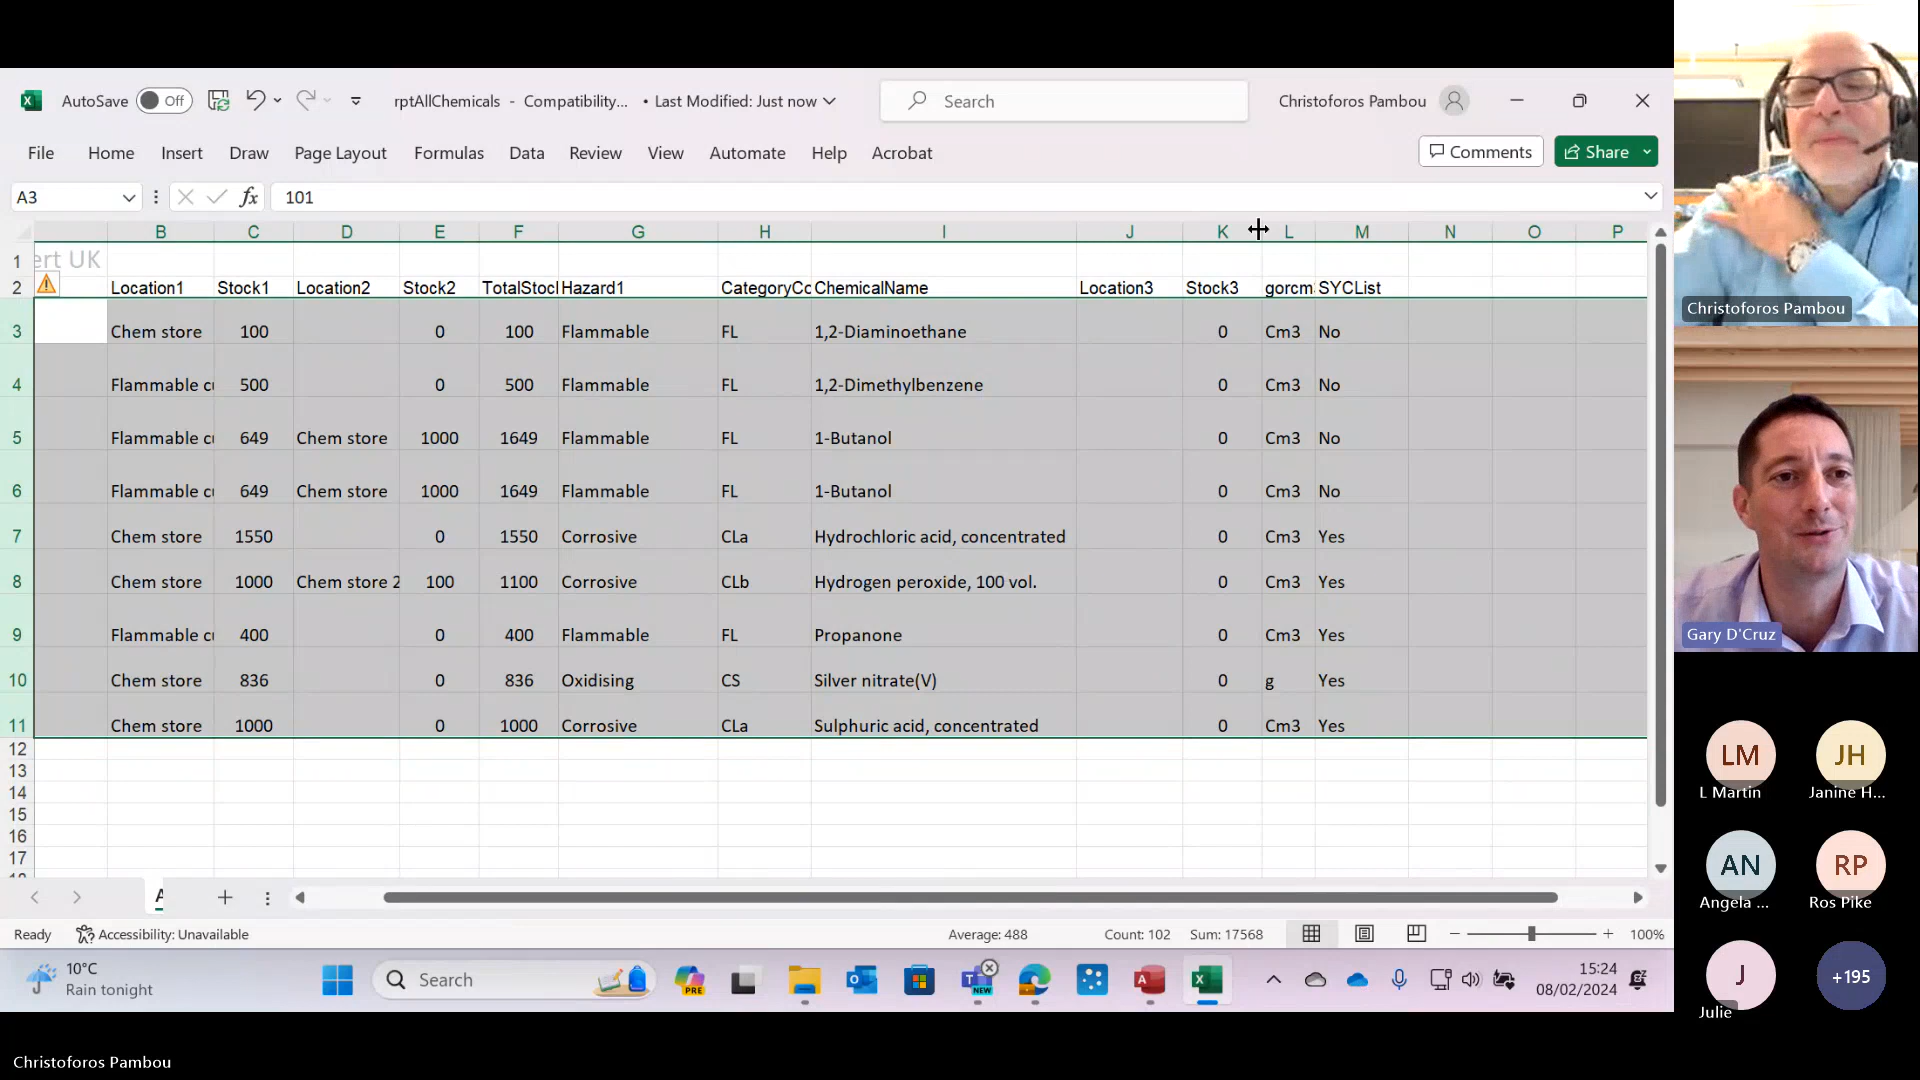 AutoSave Off rptAllChemicals - Compatibility... • Last Modified: Just now Search Christoforos Pambou
File Home Insert Draw Page Layout Formulas Data Review View Automate Help Acrobat Comments Share
A3 fx 101
B C D E F G H I J K L M N O P
1 ert UK
2 Location1 Stock1 Location2 Stock2 TotalStocl Hazard1 CategoryCc ChemicalName Location3 Stock3 gorcm SYCList
3 Chem store 100 0 100 Flammable FL 1,2-Diaminoethane 0 Cm3 No
4 Flammable cu 500 0 500 Flammable FL 1,2-Dimethylbenzene 0 Cm3 No
5 Flammable cu 649 Chem store 1000 1649 Flammable FL 1-Butanol 0 Cm3 No
6 Flammable cu 649 Chem store 1000 1649 Flammable FL 1-Butanol 0 Cm3 No
7 Chem store 1550 0 1550 Corrosive CLa Hydrochloric acid, concentrated 0 Cm3 Yes
8 Chem store 1000 Chem store 2 100 1100 Corrosive CLb Hydrogen peroxide, 100 vol. 0 Cm3 Yes
9 Flammable cu 400 0 400 Flammable FL Propanone 0 Cm3 Yes
10 Chem store 836 0 836 Oxidising CS Silver nitrate(V) 0 g Yes
11 Chem store 1000 0 1000 Corrosive CLa Sulphuric acid, concentrated 0 Cm3 Yes
12
13
14
15
16
17
A
Ready Accessibility: Unavailable Average: 488 Count: 102 Sum: 17568 100%
10°C
Rain tonight
Search
PRE
NEW
15:24
08/02/2024
Christoforos Pambou
Christoforos Pambou
Gary D'Cruz
LM JH
L Martin Janine H...
AN RP
Angela ... Ros Pike
J +195
Julie